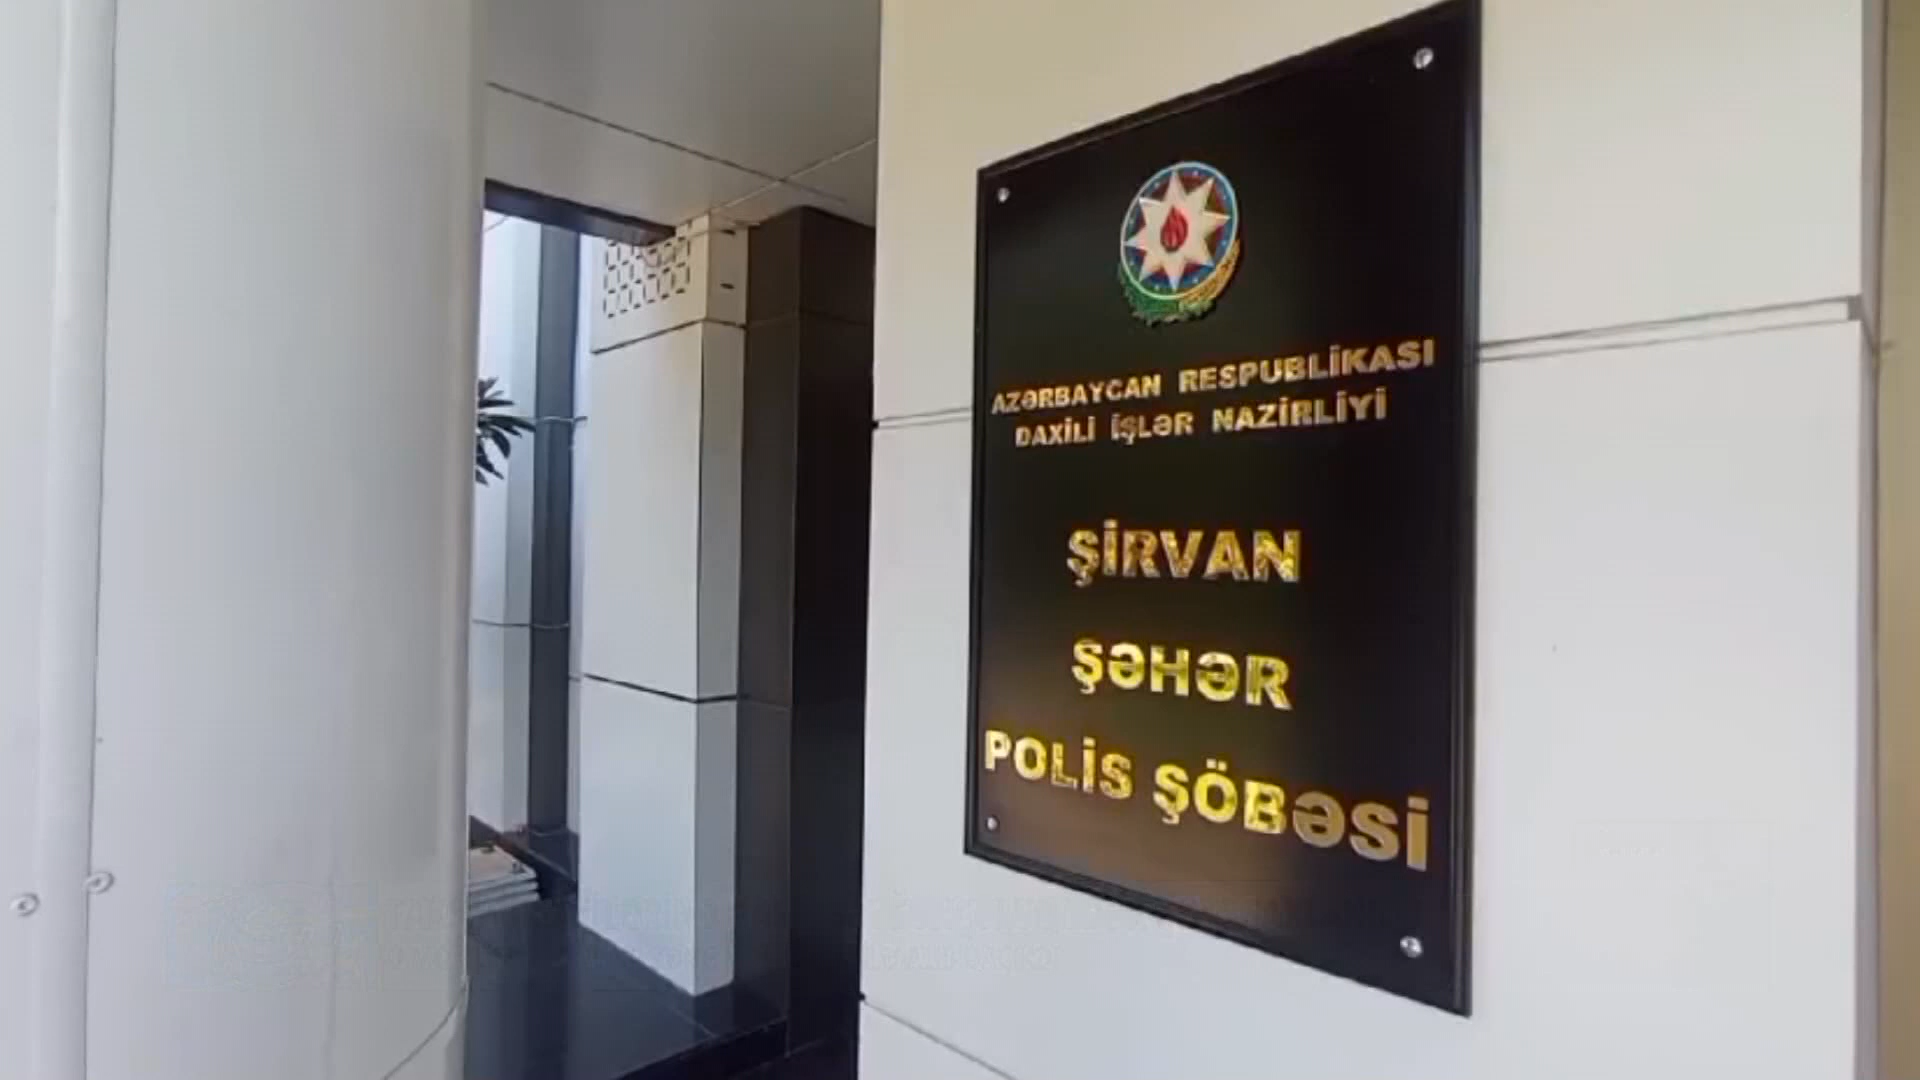 AZƏRBAYCAN RESPUBLİKASI
DAXİLİ İŞLƏR NAZİRLİYİ
ŞİRVAN
ŞƏHƏR
POLİS ŞÖBƏSİ